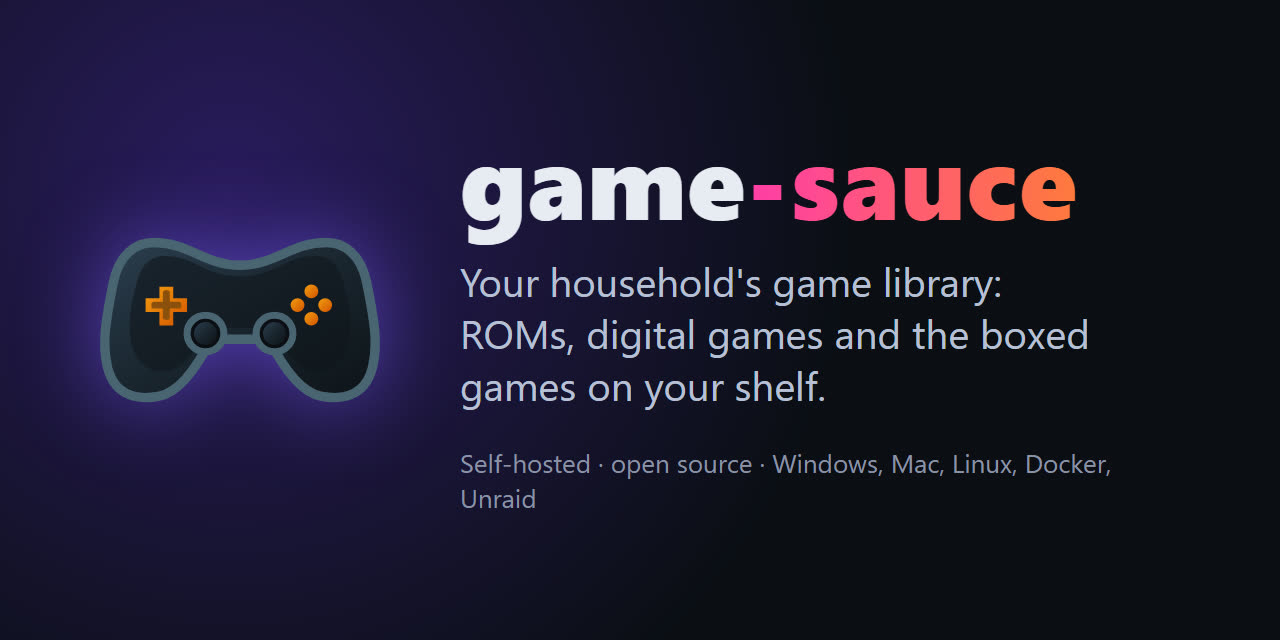 game-sauce
Your household's game library:
ROMs, digital games and the boxed
games on your shelf.
Self-hosted · open source · Windows, Mac, Linux, Docker,
Unraid